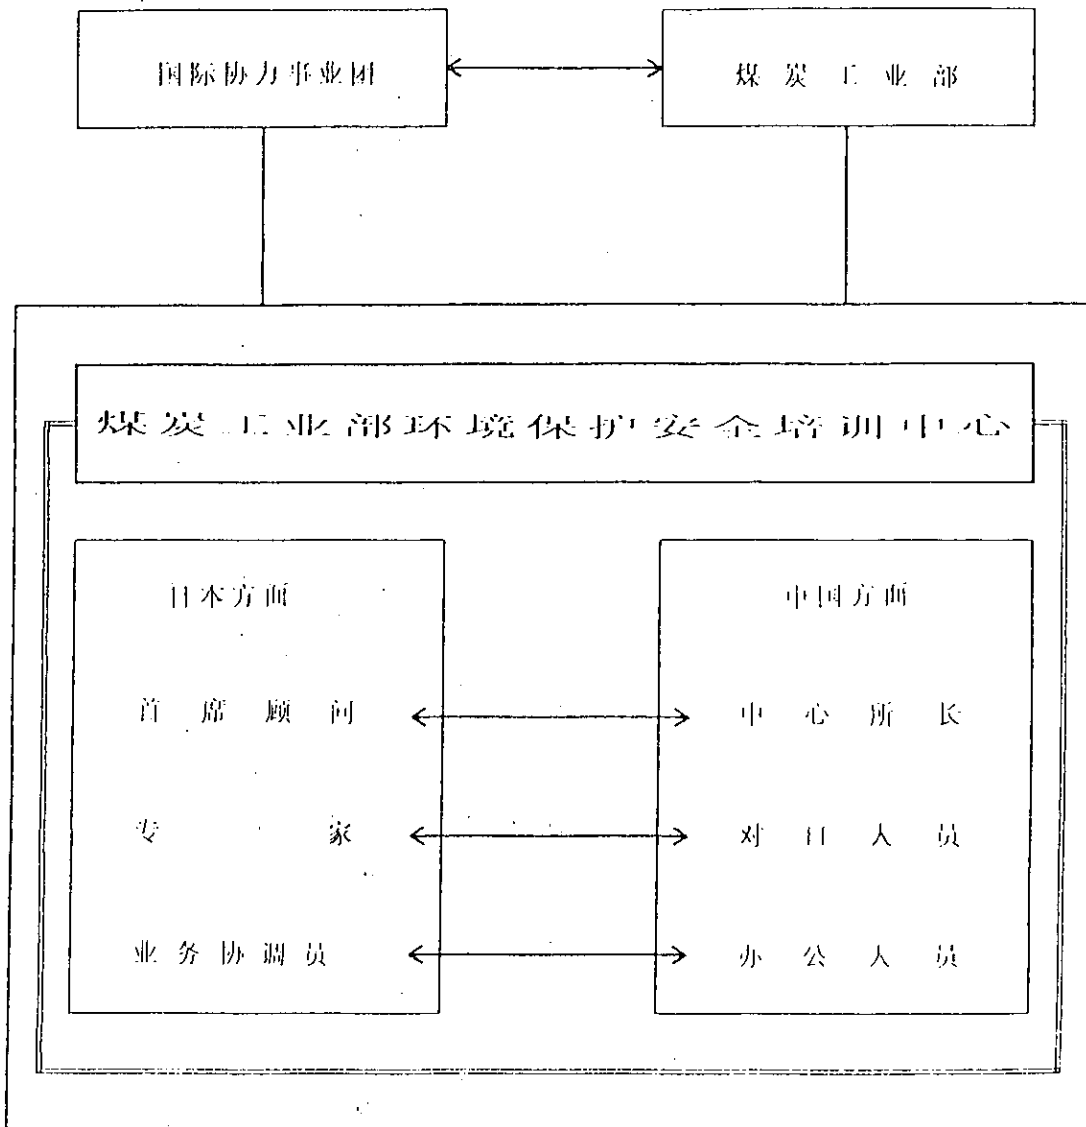 国际协力事业团
煤炭工业部
煤炭工业部环境保护安全培训中心
日本方面
中国方面
首席顾问
中心所长
专家
对口人员
业务协调员
办公人员